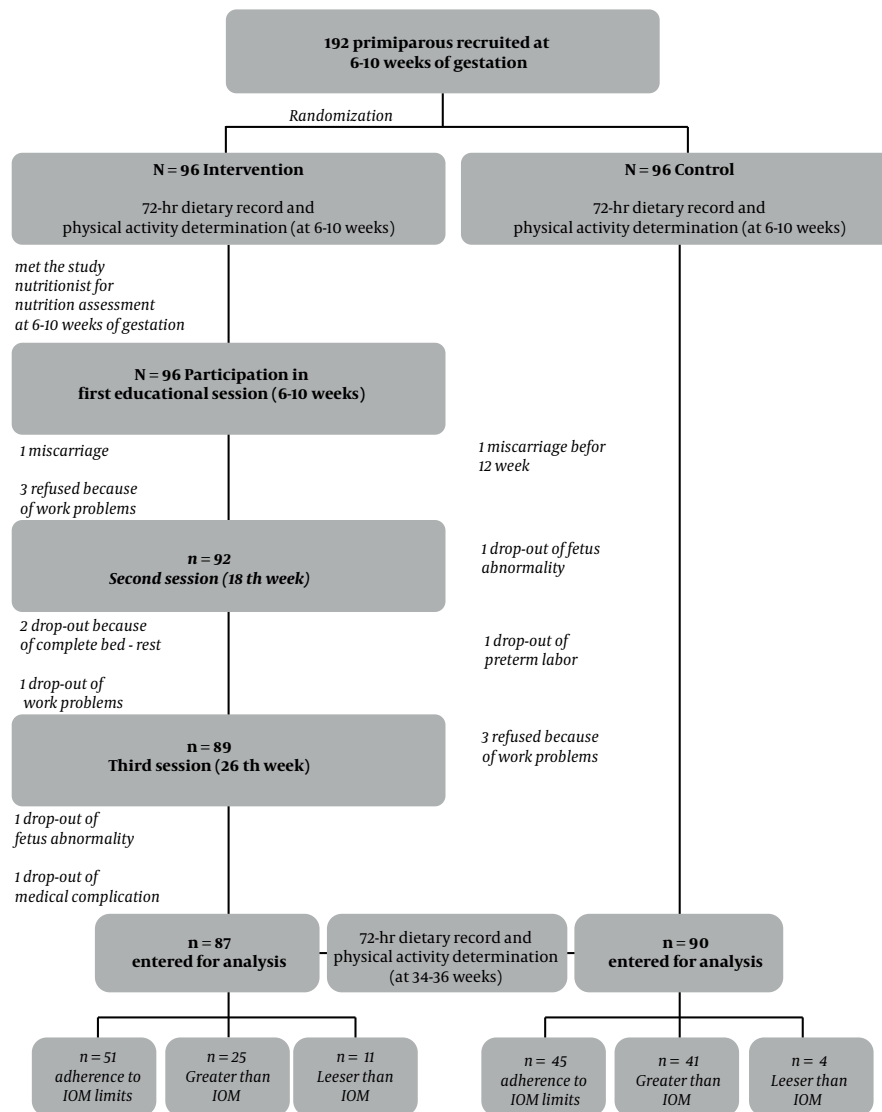 192 primiparous recruited at
6-10 weeks of gestation
Randomization
N = 96 Intervention
72-hr dietary record and
physical activity determination (at 6-10 weeks)
N = 96 Control
72-hr dietary record and
physical activity determination (at 6-10 weeks)
met the study
nutritionist for
nutrition assessment
at 6-10 weeks of gestation
N = 96 Participation in
first educational session (6-10 weeks)
1 miscarriage
3 refused because
of work problems
1 miscarriage befor
12 week
n = 92
Second session (18 th week)
1 drop-out of fetus
abnormality
2 drop-out because
of complete bed - rest
1 drop-out of
work problems
1 drop-out of
preterm labor
n = 89
Third session (26 th week)
3 refused because
of work problems
1 drop-out of
fetus abnormality
1 drop-out of
medical complication
n = 87
entered for analysis
72-hr dietary record and
physical activity determination
(at 34-36 weeks)
n = 90
entered for analysis
n = 51
adherence to
IOM limits
n = 25
Greater than
IOM
n = 11
Leeser than
IOM
n = 45
adherence to
IOM limits
n = 41
Greater than
IOM
n = 4
Leeser than
IOM